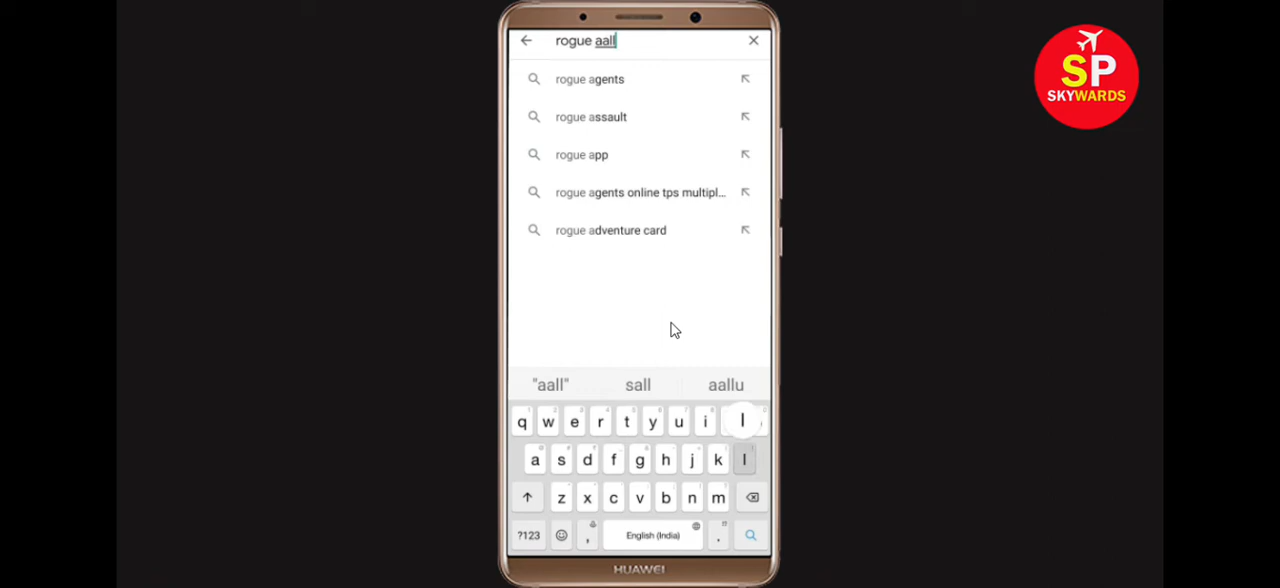 rogue aall
rogue agents
rogue assault
rogue app
rogue agents online tps multipl...
rogue adventure card
"aall" sall aallu
q w e r t y u i l
a s d f g h j k l
z x c v b n m
?123 , English (India) .
HUAWEI
SP
SKYWARDS